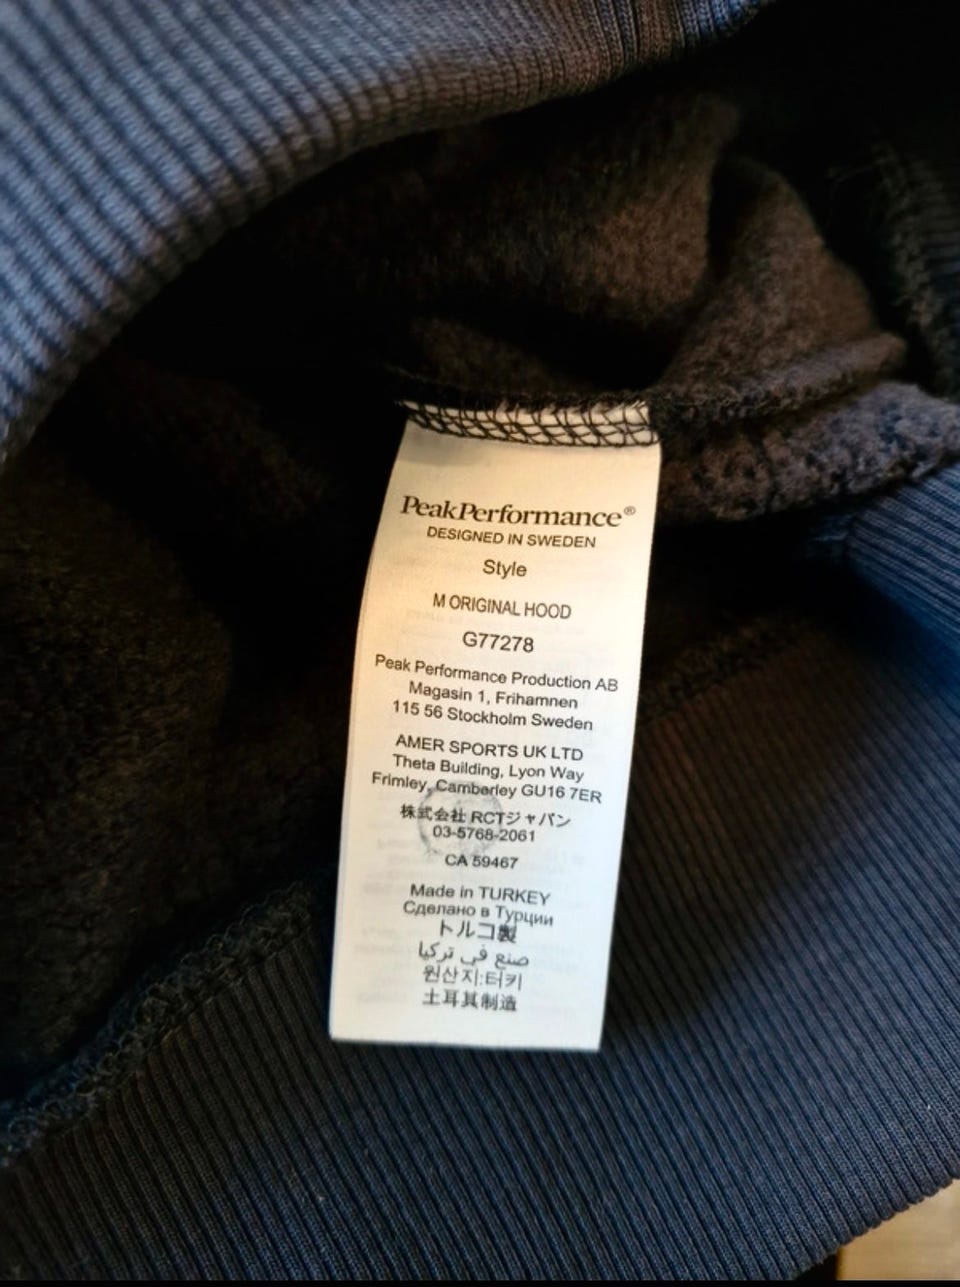 PeakPerformance®
DESIGNED IN SWEDEN
Style
M ORIGINAL HOOD
G77278
Peak Performance Production AB
Magasin 1, Frihamnen
115 56 Stockholm Sweden
AMER SPORTS UK LTD
Theta Building, Lyon Way
Frimley, Camberley GU16 7ER
株式会社 RCTジャパン
03-5768-2061
CA 59467
Made in TURKEY
Сделано в Турции
トルコ製
صنع في تركيا
원산지:터키
土耳其制造